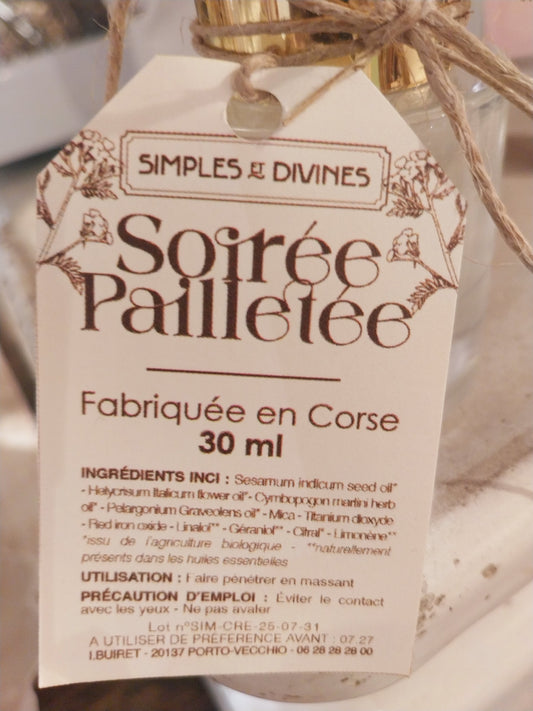 SIMPLES ET DIVINES
Soirée
Pailletée
Fabriquée en Corse
30 ml
INGRÉDIENTS INCI : Sesamum indicum seed oil*
- Helycrisum Italicum flower oil* - Cymbopogon martini herb
oil* - Pelargonium Graveolens oil* - Mica - Titanium dioxyde
- Red iron oxide - Linalol** - Géraniol** - Citral* - Limonène**
*issu de l'agriculture biologique - **naturellement
présents dans les huiles essentielles
UTILISATION : Faire pénétrer en massant
PRÉCAUTION D'EMPLOI : Éviter le contact
avec les yeux - Ne pas avaler
Lot n°SIM-CRE-25-07-31
A UTILISER DE PRÉFÉRENCE AVANT : 07.27
I.BUIRET - 20137 PORTO-VECCHIO - 06 28 28 28 00